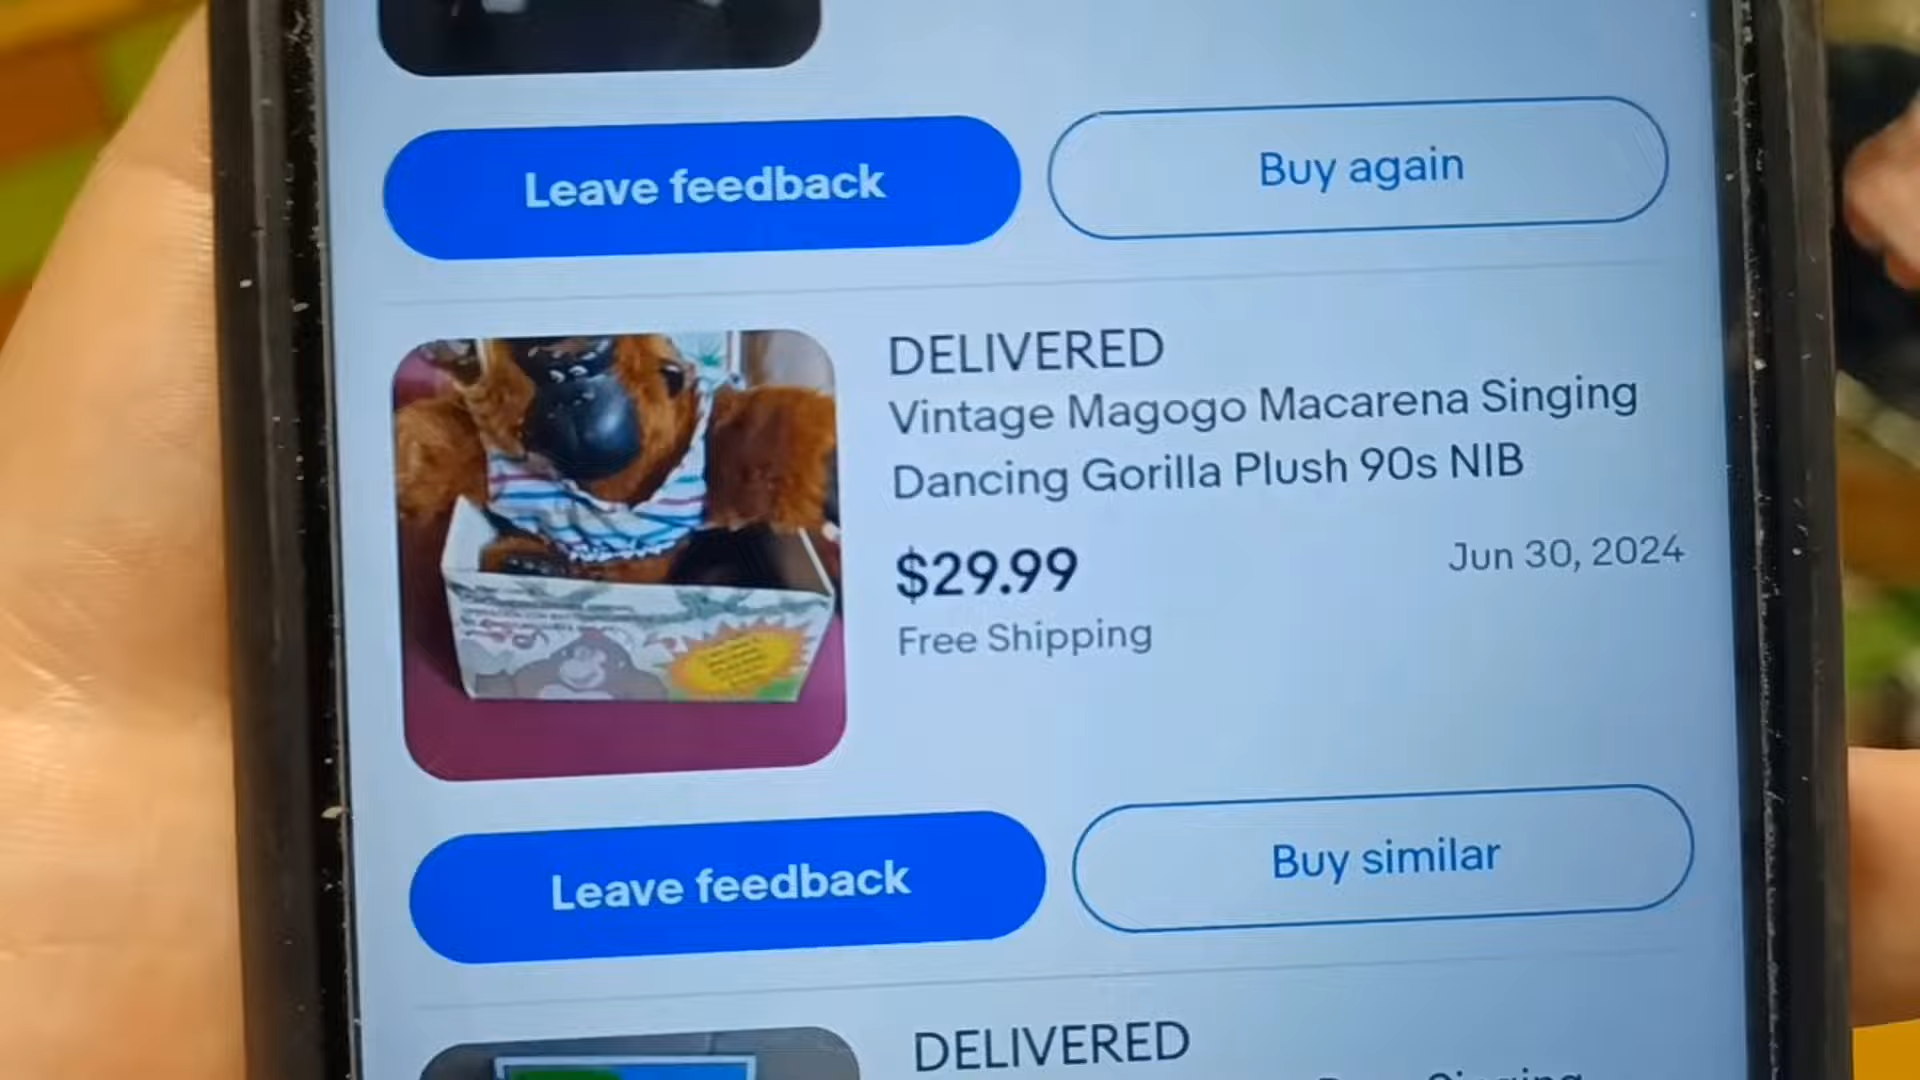 Leave feedback
Buy again
DELIVERED
Vintage Magogo Macarena Singing
Dancing Gorilla Plush 90s NIB
$29.99
Jun 30, 2024
Free Shipping
Leave feedback
Buy similar
DELIVERED